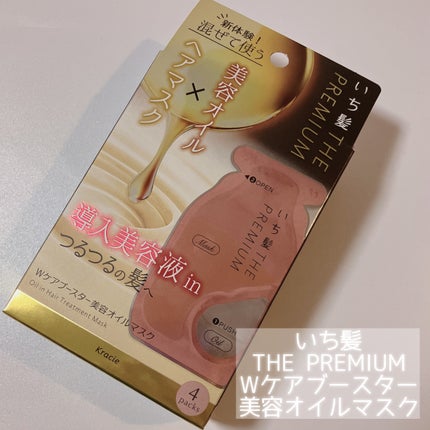 新体験!
混ぜて使う
美容オイル
×
ヘアマスク
いち髪
THE
PREMIUM
②OPEN
いち髪
THE
PREMIUM
Mask
①PUSH
Oil
導入美容液in
つるつるの髪へ
Wケアブースター美容オイルマスク
Oil in Hair Treatment Mask
Kracie
4
packs
いち髪
THE PREMIUM
Wケアブースター
美容オイルマスク